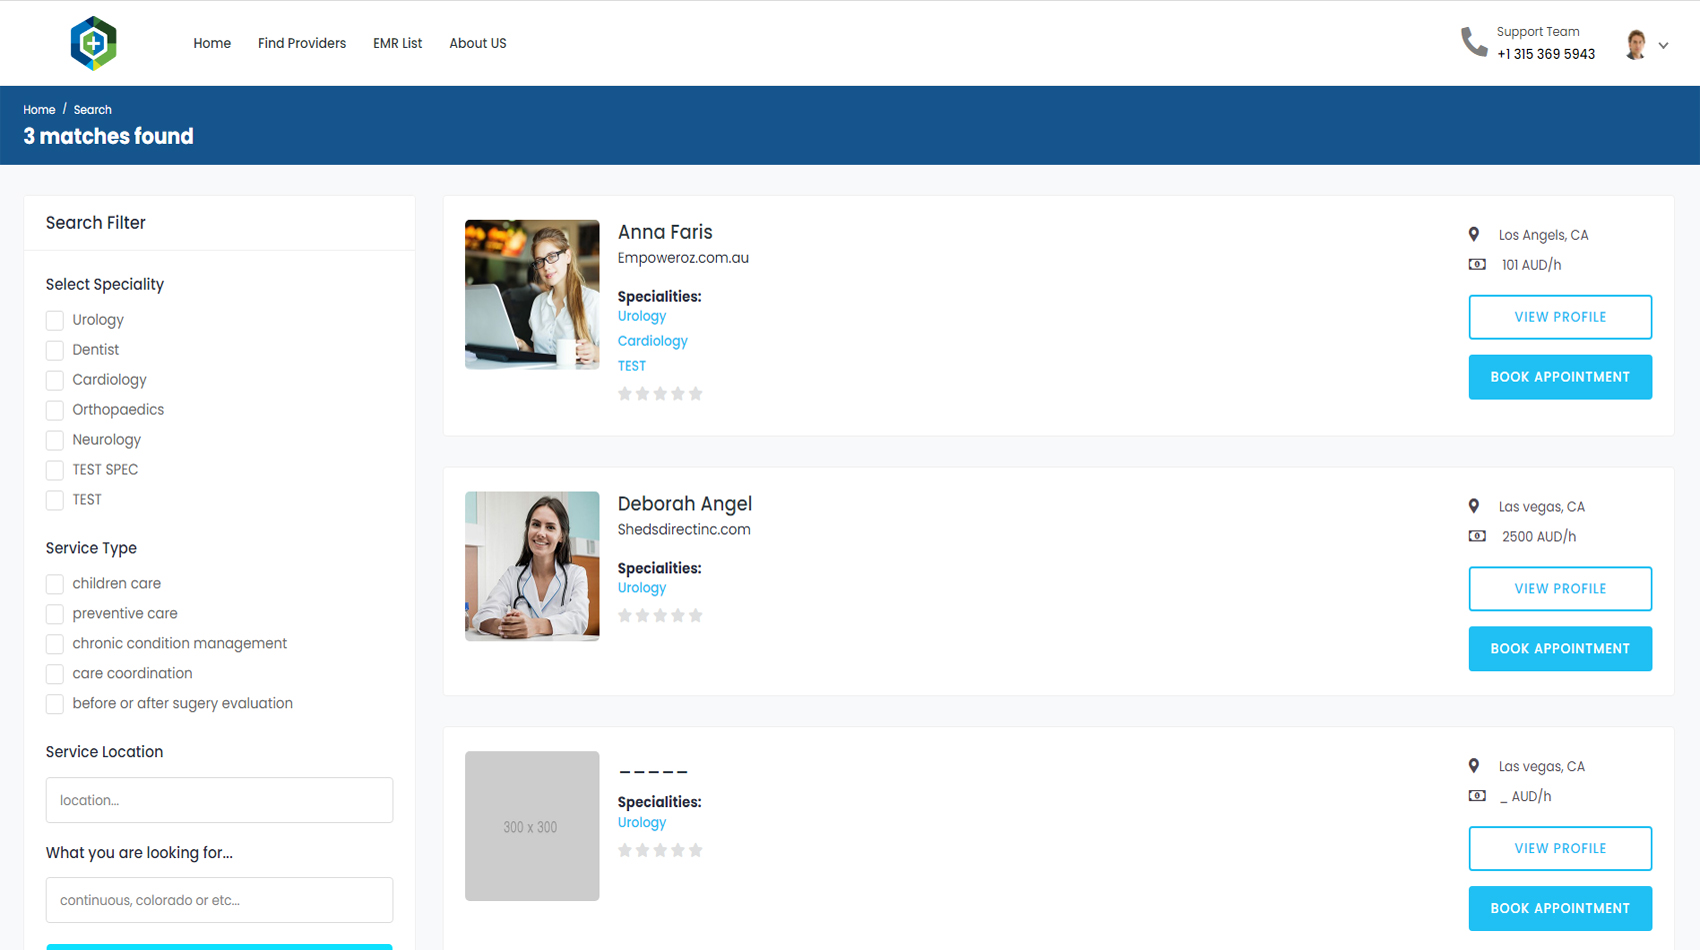 Home
Find Providers
EMR List
About US
Support Team
+1 315 369 5943
Home / Search
3 matches found
Search Filter
Select Speciality
Urology
Dentist
Cardiology
Orthopaedics
Neurology
TEST SPEC
TEST
Service Type
children care
preventive care
chronic condition management
care coordination
before or after sugery evaluation
Service Location
location...
What you are looking for...
continuous, colorado or etc...
Anna Faris
Empoweroz.com.au
Specialities:
Urology
Cardiology
TEST
Los Angels, CA
101 AUD/h
VIEW PROFILE
BOOK APPOINTMENT
Deborah Angel
Shedsdirectinc.com
Specialities:
Urology
Las vegas, CA
2500 AUD/h
VIEW PROFILE
BOOK APPOINTMENT
300 x 300
_ _ _ _ _
Specialities:
Urology
Las vegas, CA
_ AUD/h
VIEW PROFILE
BOOK APPOINTMENT